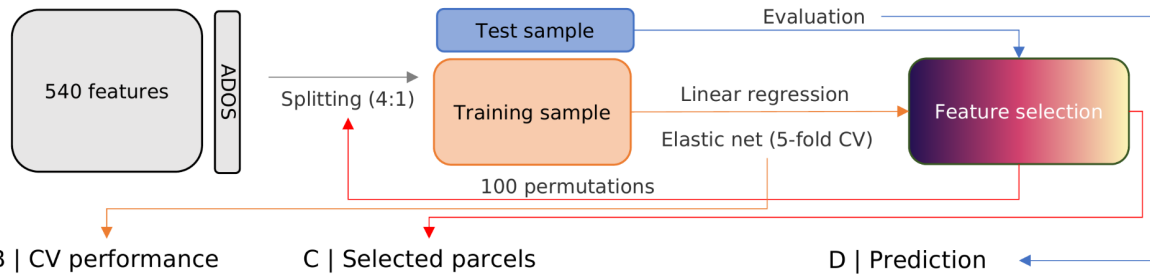 Evaluation
Test sample
540 features
ADOS
Splitting (4:1)
Training sample
Linear regression
Elastic net (5-fold CV)
Feature selection
100 permutations
| CV performance
C | Selected parcels
D | Prediction